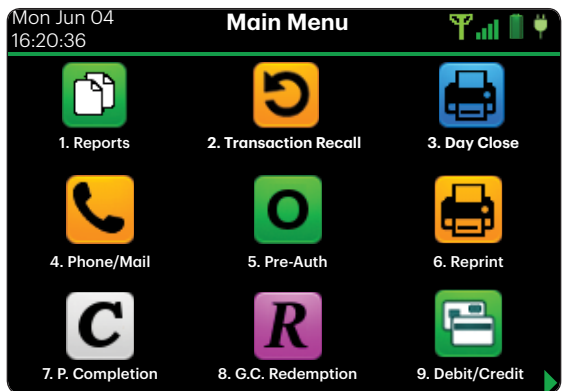 Mon Jun 04
Main Menu
16:20:36
1. Reports
2. Transaction Recall
3. Day Close
O
4. Phone/Mail
5. Pre-Auth
6. Reprint
C
R
7. P. Completion
8. G.C. Redemption
9. Debit/Credit